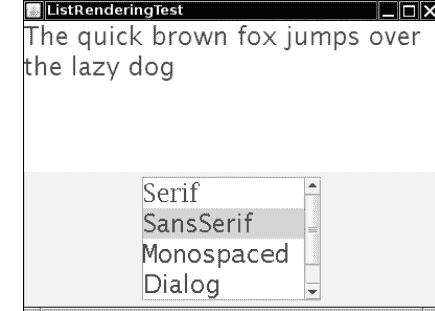 ListRenderingTest
The quick brown fox jumps over
the lazy dog
Serif
SansSerif
Monospaced
Dialog